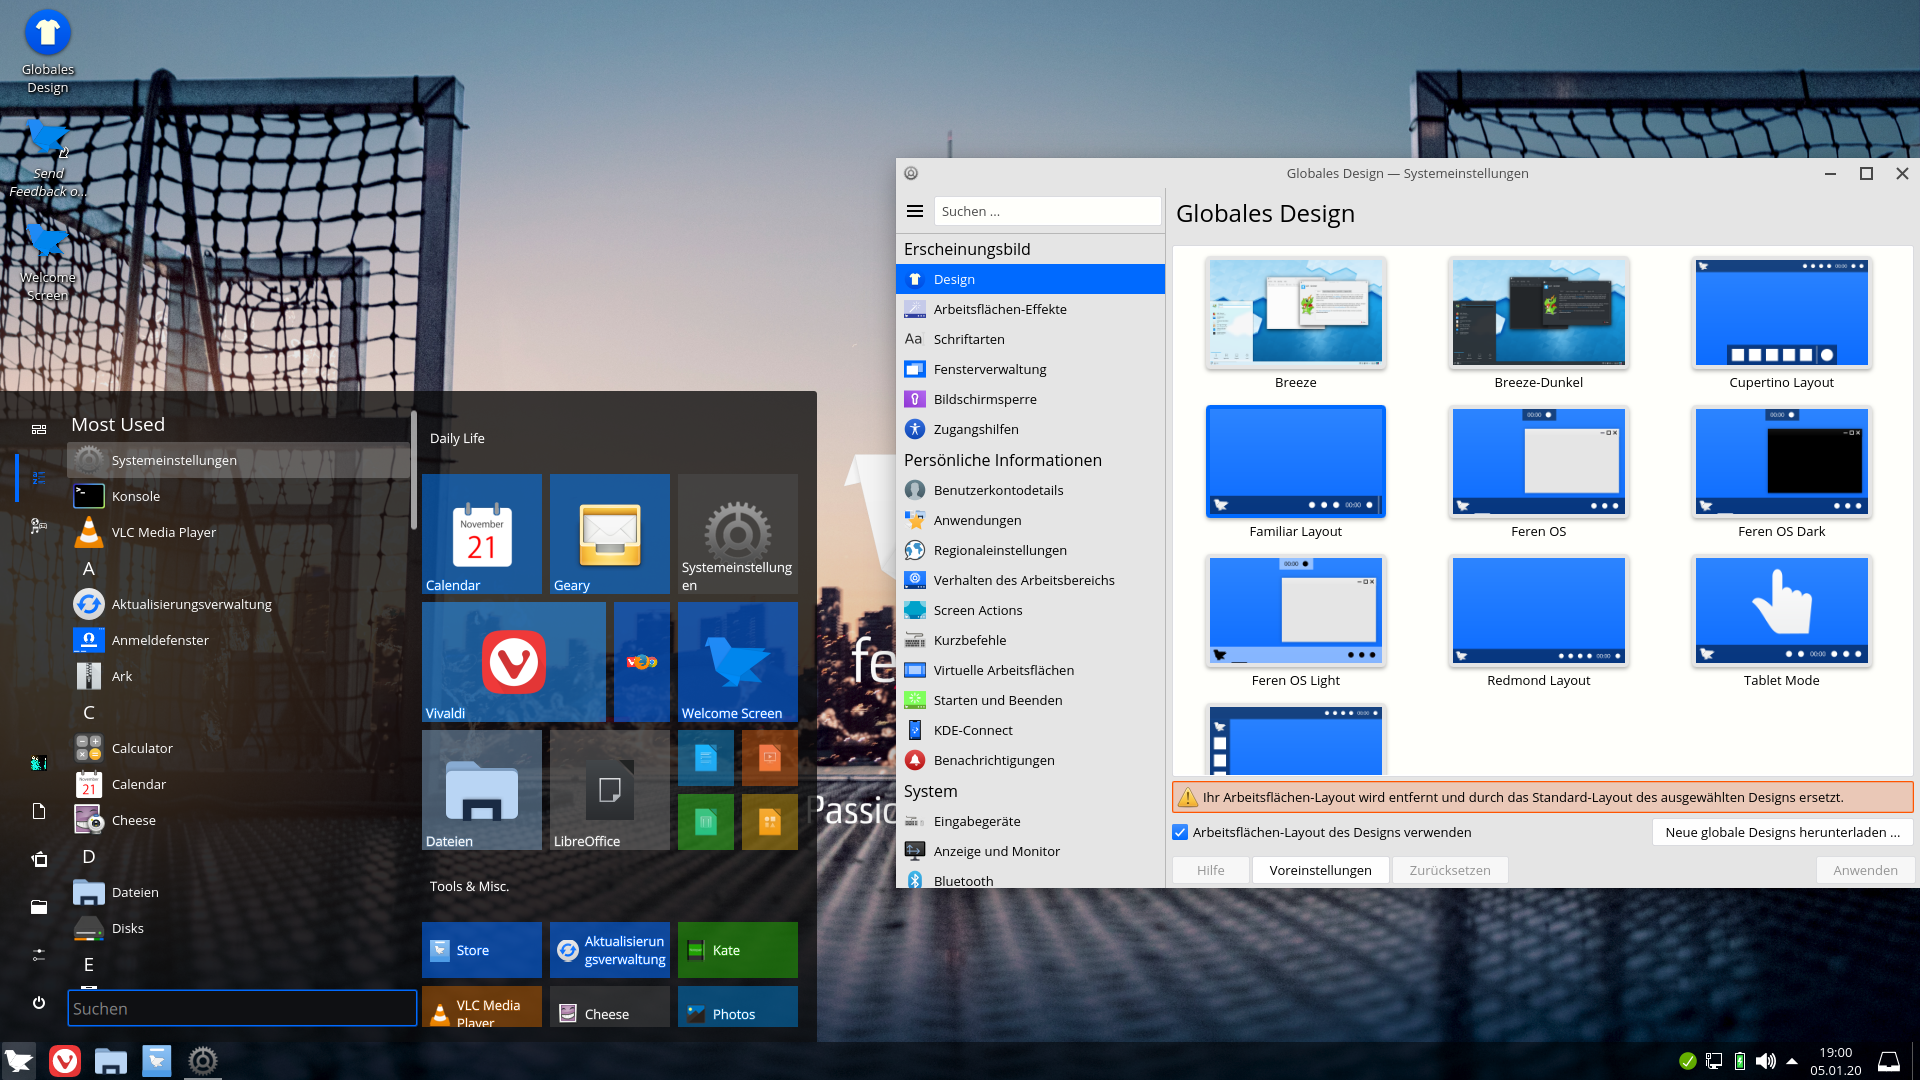 Globales
Design
Send
Feedback o...
Welcome
Screen
Most Used
Systemeinstellungen
Konsole
VLC Media Player
A
Aktualisierungsverwaltung
Anmeldefenster
Ark
C
Calculator
Calendar
Cheese
D
Dateien
Disks
E
Suchen
Daily Life
November
21
Calendar
Geary
Systemeinstellung
en
Vivaldi
Welcome Screen
Dateien
LibreOffice
Tools & Misc.
Store
Aktualisierun
gsverwaltung
Kate
VLC Media
Player
Cheese
Photos
fe
Passio
Globales Design — Systemeinstellungen
Suchen ...
Erscheinungsbild
Design
Arbeitsflächen-Effekte
Schriftarten
Fensterverwaltung
Bildschirmsperre
Zugangshilfen
Persönliche Informationen
Benutzerkontodetails
Anwendungen
Regionaleinstellungen
Verhalten des Arbeitsbereichs
Screen Actions
Kurzbefehle
Virtuelle Arbeitsflächen
Starten und Beenden
KDE-Connect
Benachrichtigungen
System
Eingabegeräte
Anzeige und Monitor
Bluetooth
Globales Design
Breeze
Breeze-Dunkel
Cupertino Layout
Familiar Layout
Feren OS
Feren OS Dark
Feren OS Light
Redmond Layout
Tablet Mode
Ihr Arbeitsflächen-Layout wird entfernt und durch das Standard-Layout des ausgewählten Designs ersetzt.
Arbeitsflächen-Layout des Designs verwenden
Neue globale Designs herunterladen ...
Hilfe
Voreinstellungen
Zurücksetzen
Anwenden
19:00
05.01.20